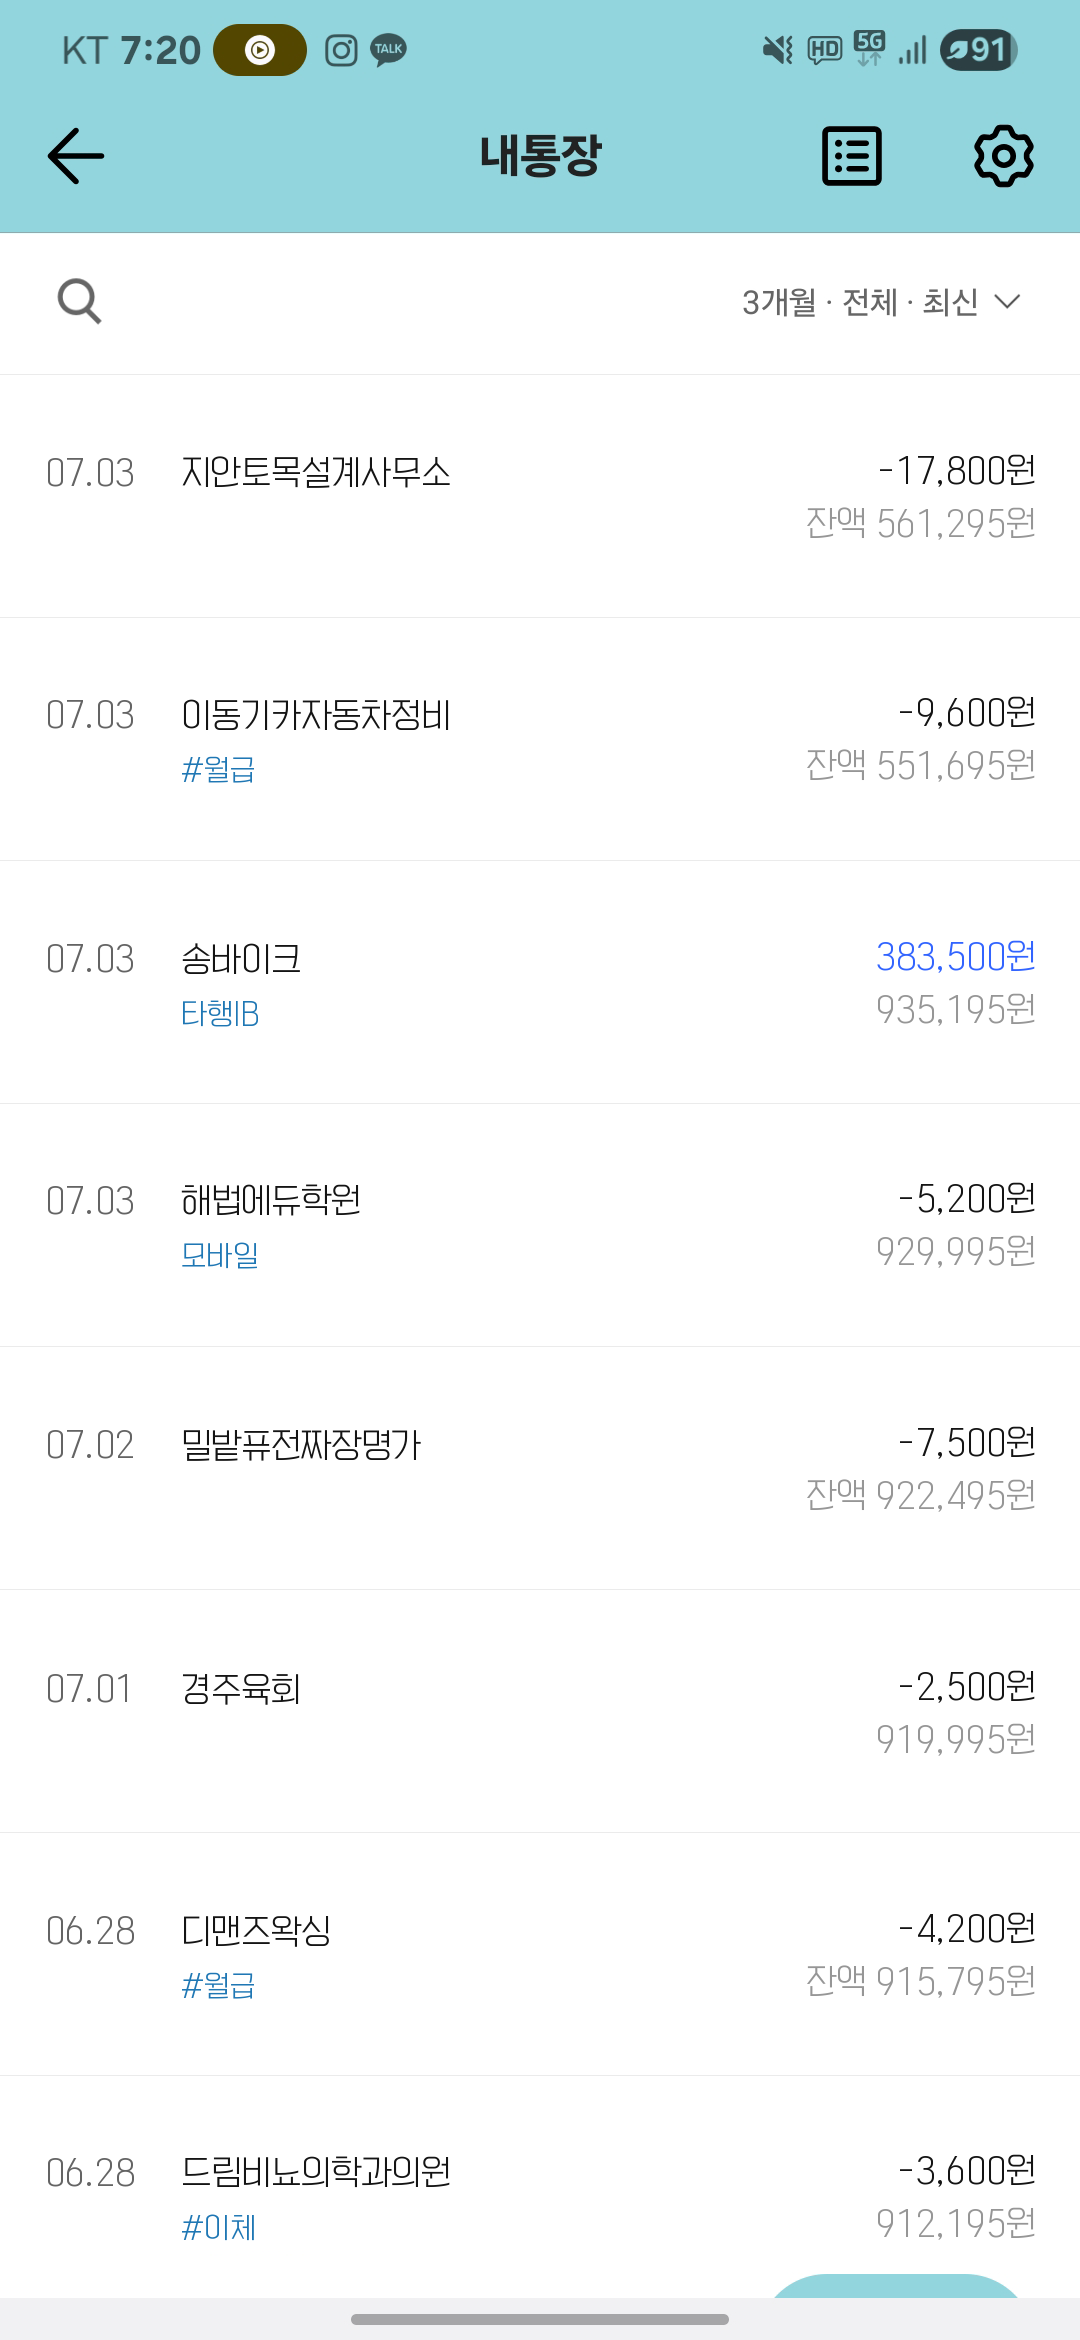 KT 7:20 TALK HD 5G 91
내통장
3개월 · 전체 · 최신
07.03 지안토목설계사무소 -17,800원
잔액 561,295원
07.03 이동기카자동차정비 -9,600원
#월급 잔액 551,695원
07.03 송바이크 383,500원
타행IB 935,195원
07.03 해법에듀학원 -5,200원
모바일 929,995원
07.02 밀밭퓨전짜장명가 -7,500원
잔액 922,495원
07.01 경주육회 -2,500원
919,995원
06.28 디맨즈왁싱 -4,200원
#월급 잔액 915,795원
06.28 드림비뇨의학과의원 -3,600원
#이체 912,195원